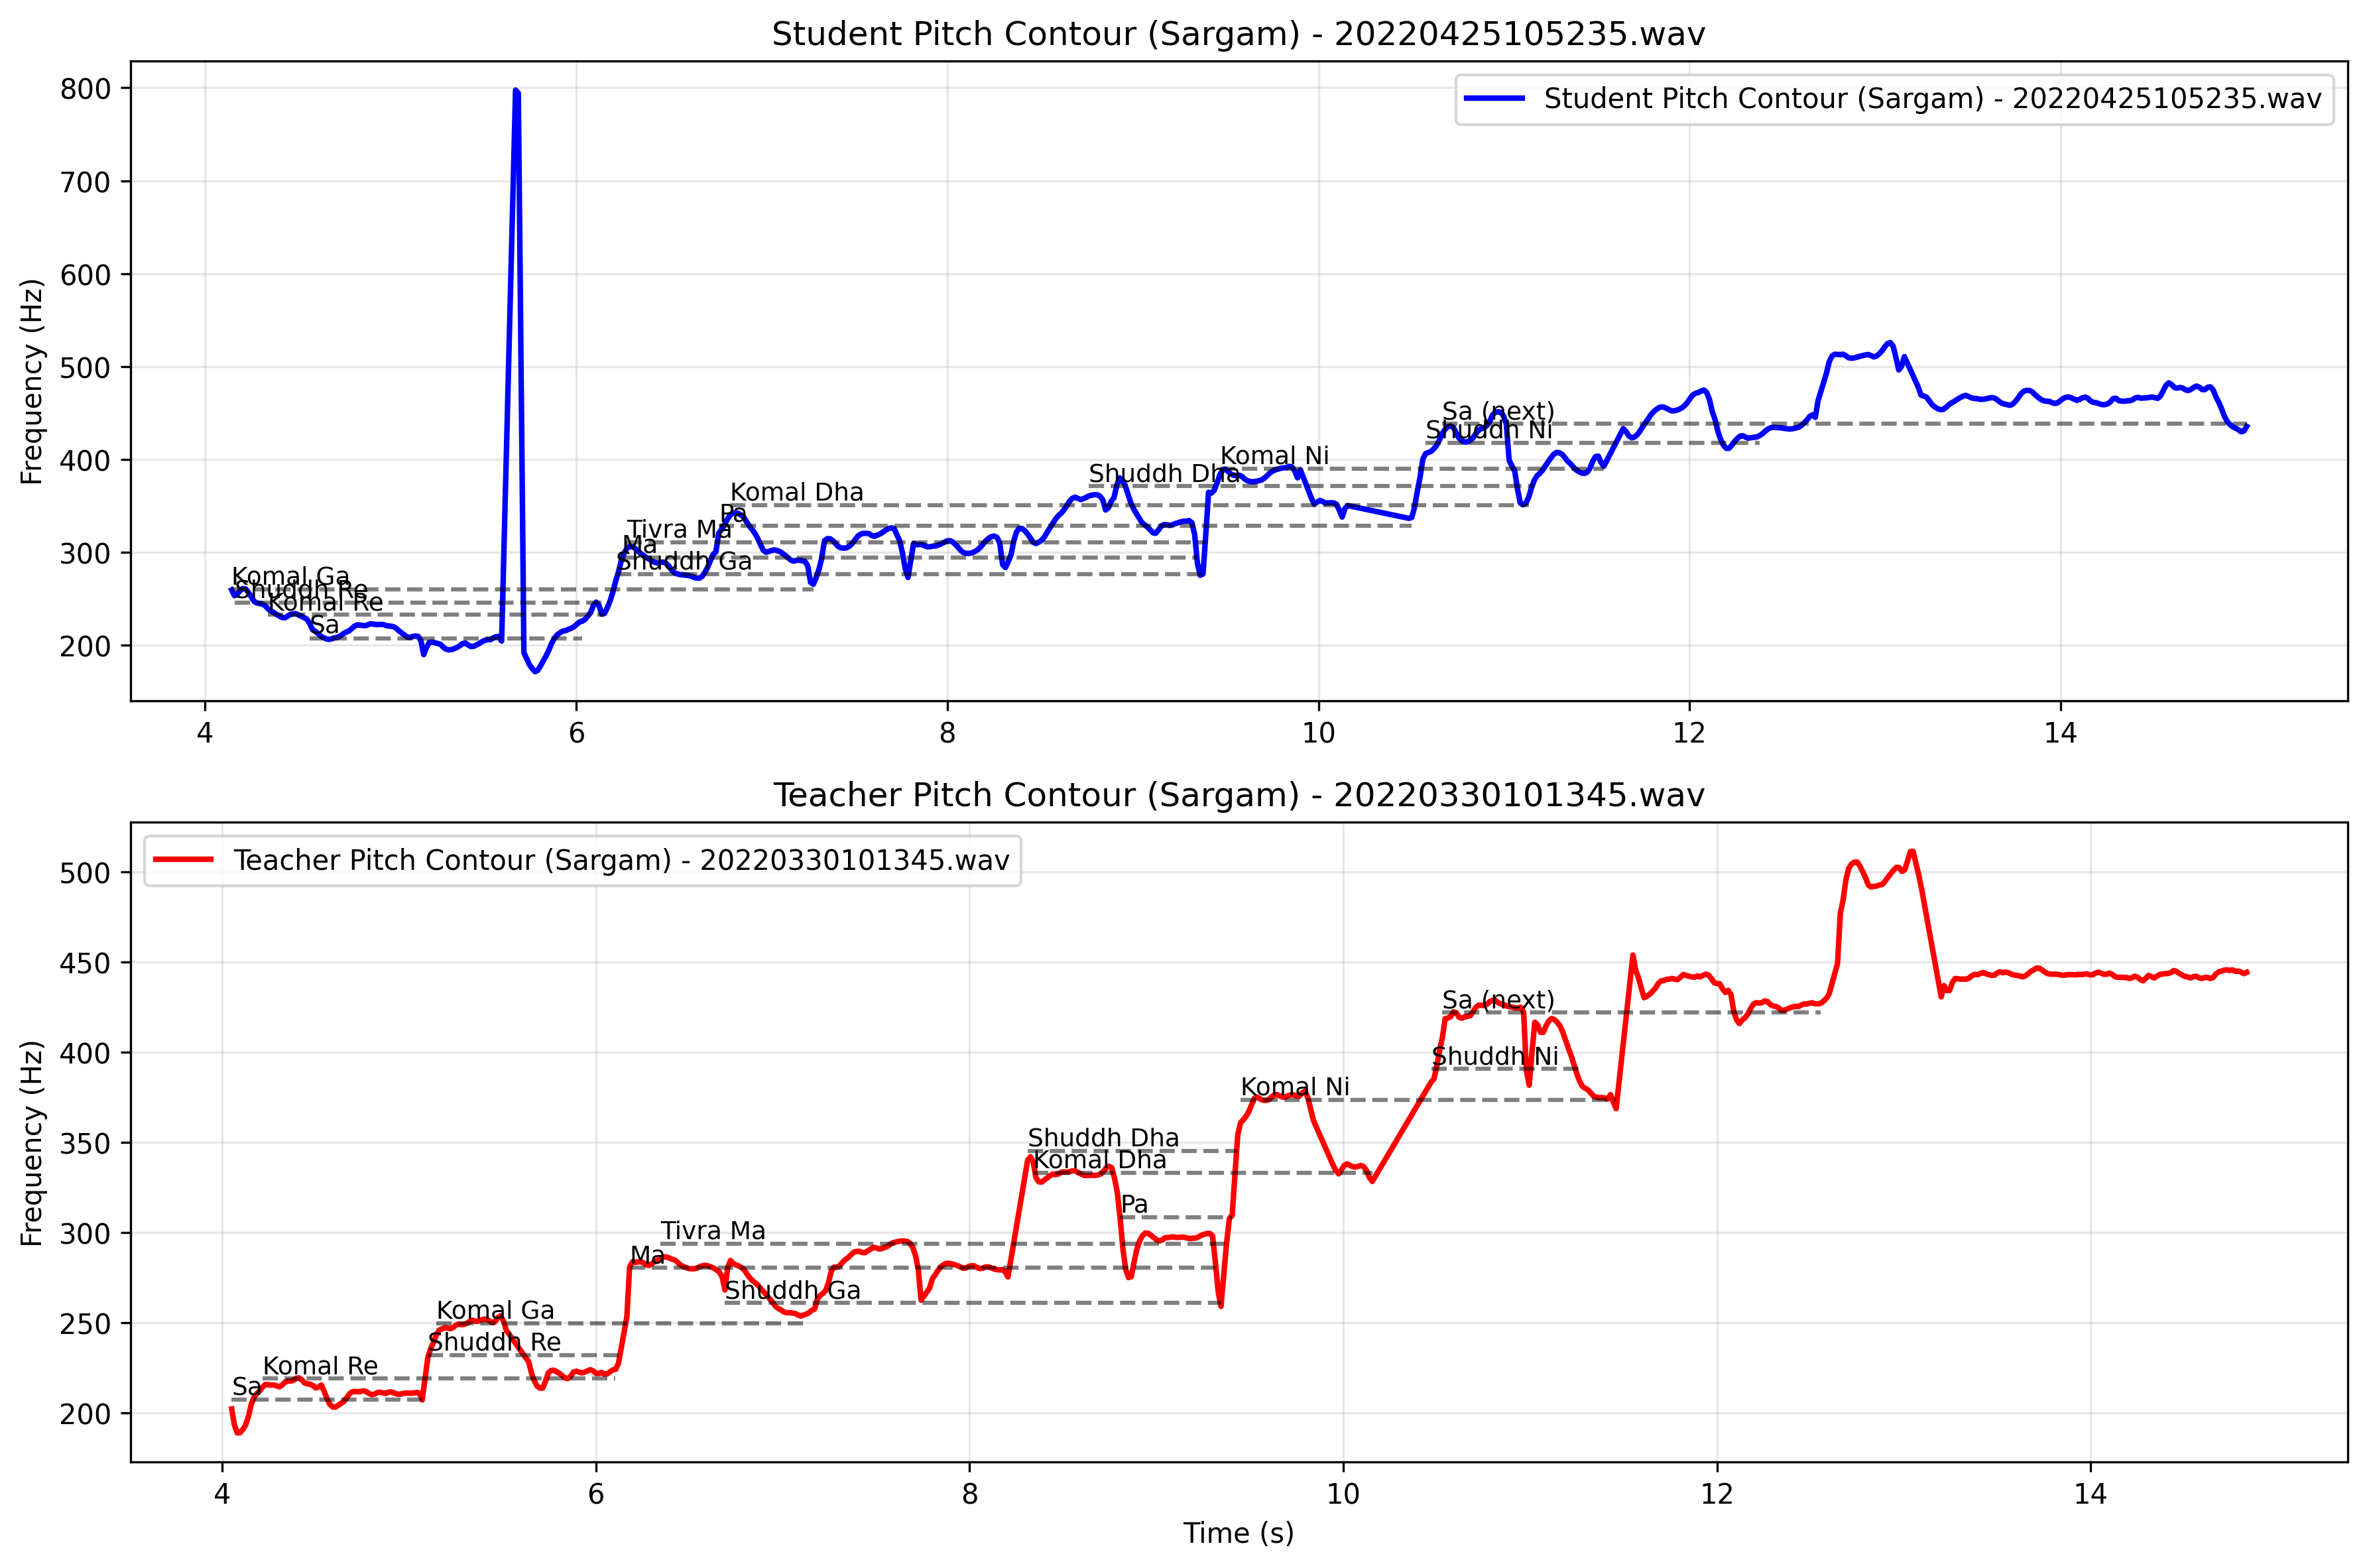 Student Pitch Contour (Sargam) - 20220425105235.wav
Student Pitch Contour (Sargam) - 20220425105235.wav
Frequency (Hz)
800
700
600
500
400
300
200
Komal Ga
Shuddh Re
Komal Re
Sa
Komal Dha
Pa
Tivra Ma
Ma
Shuddh Ga
Shuddh Dha
Komal Ni
Sa (next)
Shuddh Ni
4 6 8 10 12 14
Teacher Pitch Contour (Sargam) - 20220330101345.wav
Teacher Pitch Contour (Sargam) - 20220330101345.wav
Frequency (Hz)
500
450
400
350
300
250
200
Sa (next)
Shuddh Ni
Komal Ni
Shuddh Dha
Komal Dha
Pa
Tivra Ma
Ma
Shuddh Ga
Komal Ga
Shuddh Re
Komal Re
Sa
4 6 8 10 12 14
Time (s)